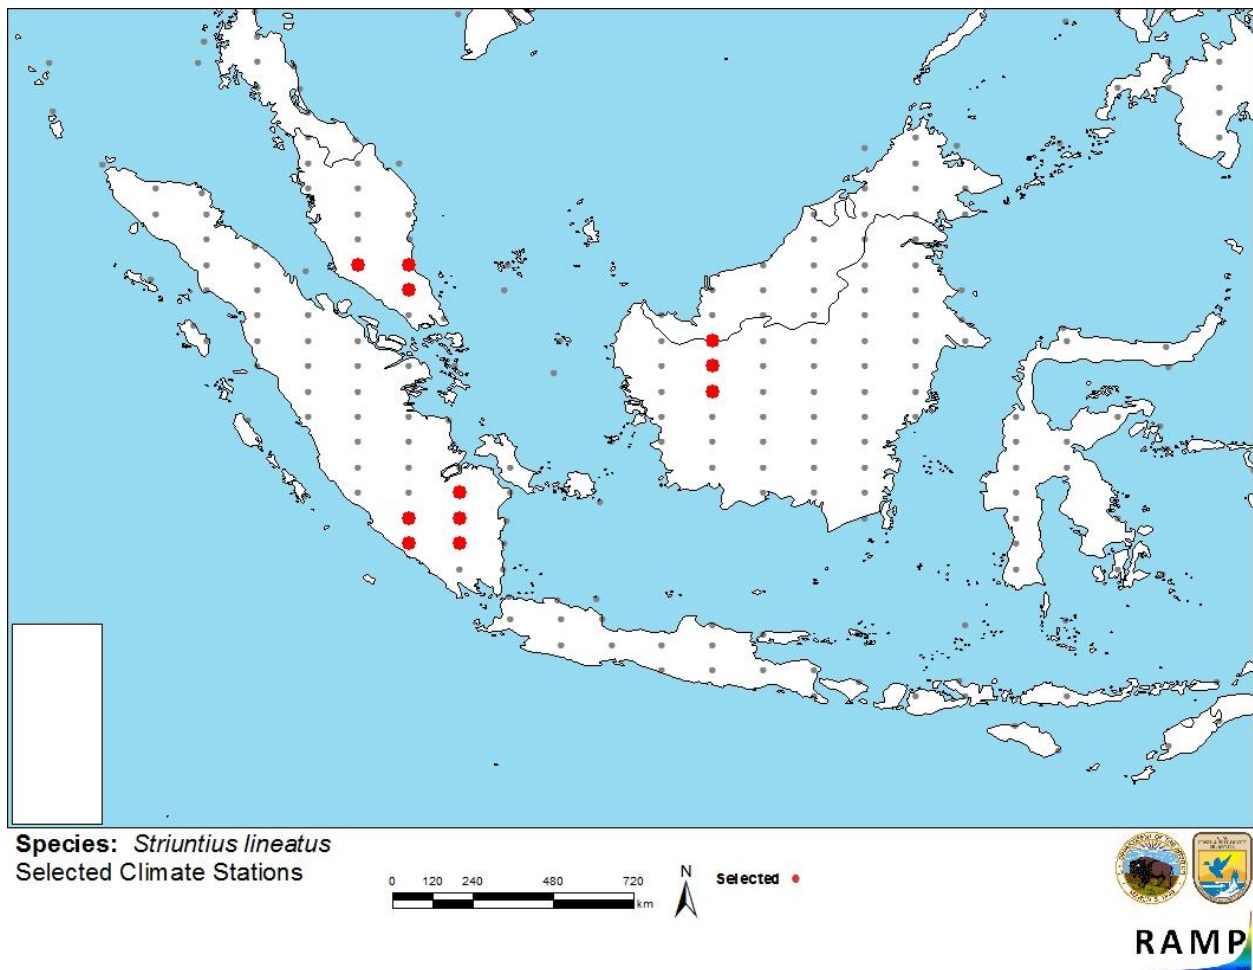 Species: Striuntius lineatus
Selected Climate Stations
0 120 240 480 720
km
N
Selected
RAMP